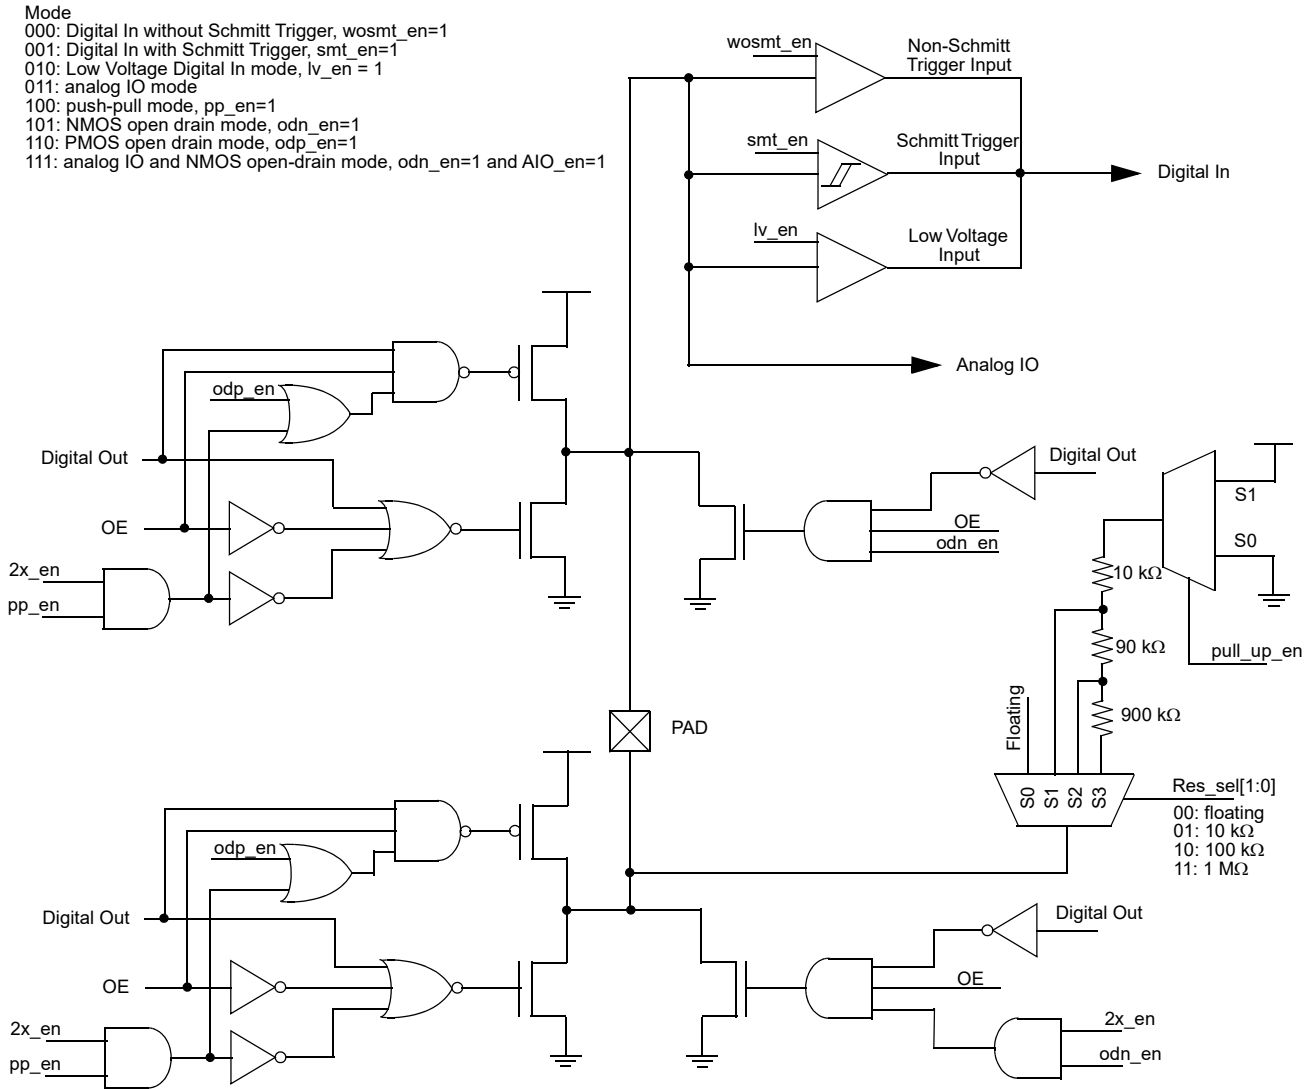 Mode
000: Digital In without Schmitt Trigger, wosmt_en=1
001: Digital In with Schmitt Trigger, smt_en=1
010: Low Voltage Digital In mode, lv_en = 1
011: analog IO mode
100: push-pull mode, pp_en=1
101: NMOS open drain mode, odn_en=1
110: PMOS open drain mode, odp_en=1
111: analog IO and NMOS open-drain mode, odn_en=1 and AIO_en=1
wosmt_en
Non-Schmitt
Trigger Input
smt_en
Schmitt Trigger
Input
Digital In
lv_en
Low Voltage
Input
Analog IO
odp_en
Digital Out
OE
2x_en
pp_en
Digital Out
OE
odn_en
S1
S0
10 kΩ
90 kΩ
pull_up_en
900 kΩ
Floating
PAD
S0
S1
S2
S3
Res_sel[1:0]
00: floating
01: 10 kΩ
10: 100 kΩ
11: 1 MΩ
odp_en
Digital Out
OE
2x_en
pp_en
Digital Out
OE
2x_en
odn_en